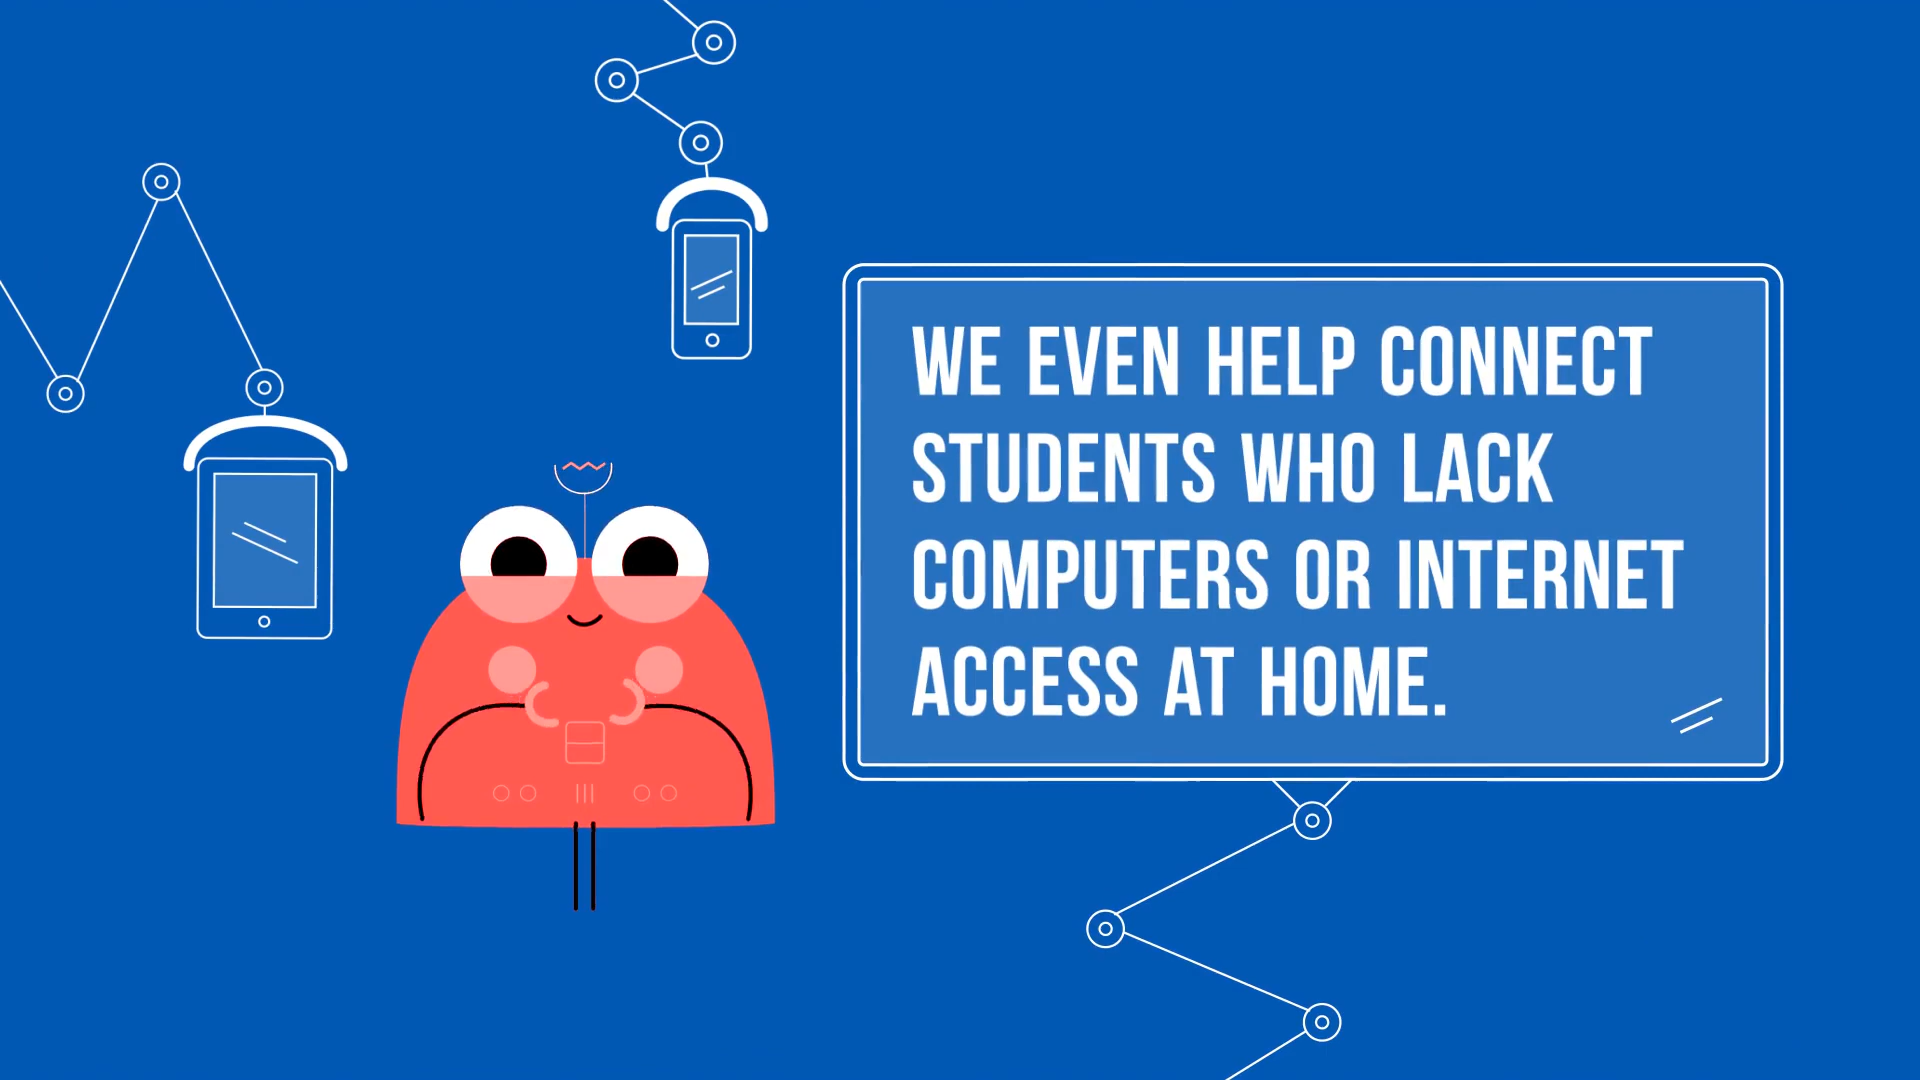 WE EVEN HELP CONNECT
STUDENTS WHO LACK
COMPUTERS OR INTERNET
ACCESS AT HOME.